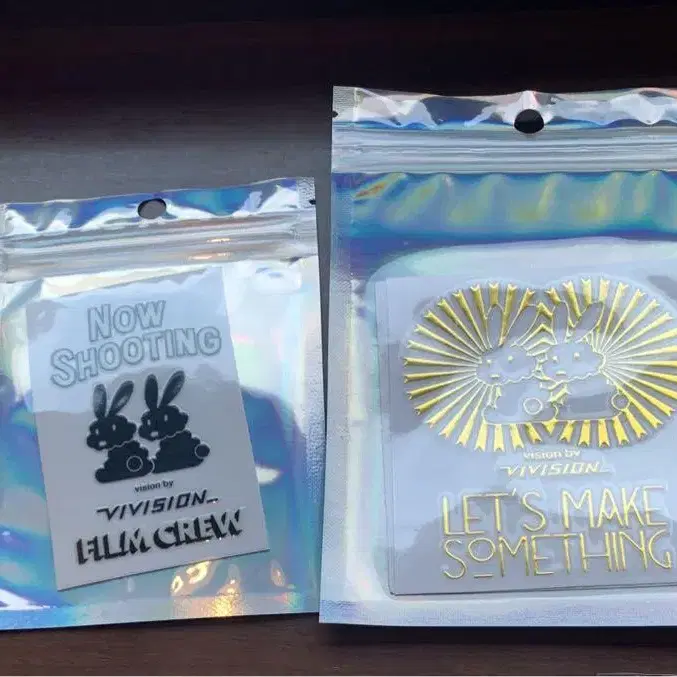 NOW
SHOOTING
vision by
VIVISION
FILM CREW
vision by
VIVISION
LET'S MAKE
SOMETHING